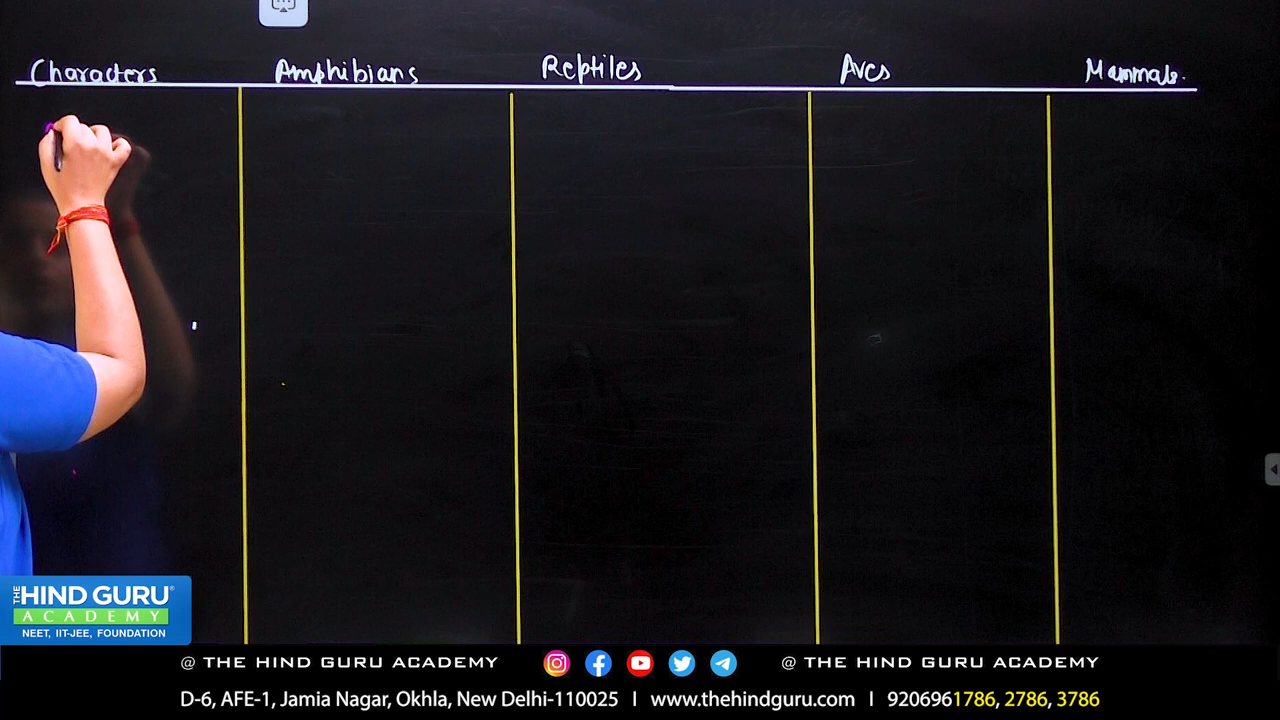 Characters Amphibians Reptiles Aves Mammals.
THE HIND GURU®
ACADEMY
NEET, IIT-JEE, FOUNDATION
@ THE HIND GURU ACADEMY @ THE HIND GURU ACADEMY
D-6, AFE-1, Jamia Nagar, Okhla, New Delhi-110025 I www.thehindguru.com I 9206961786, 2786, 3786